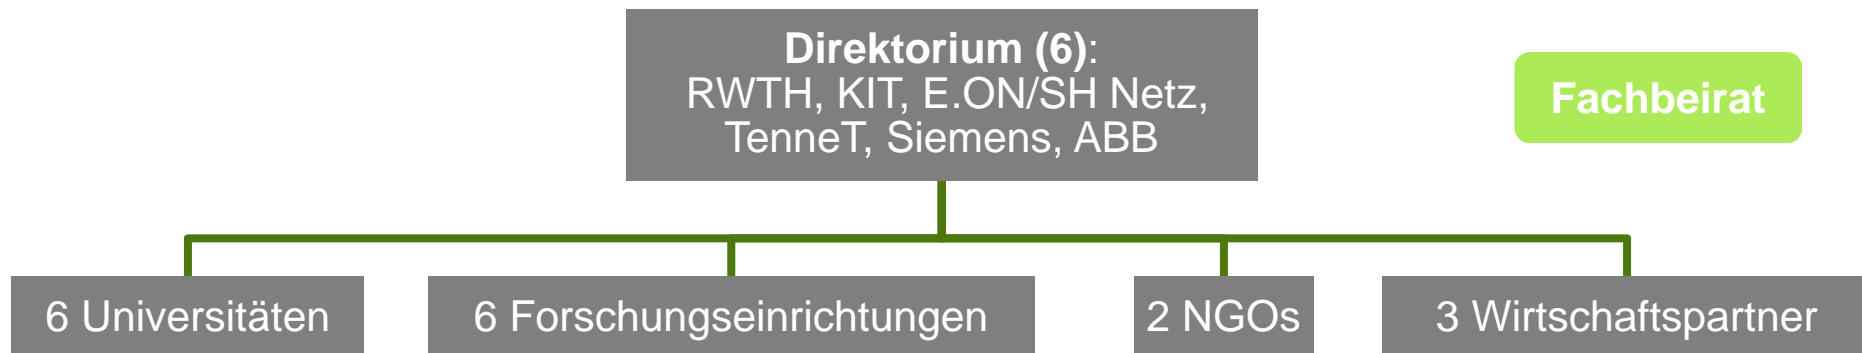 Direktorium (6):
RWTH, KIT, E.ON/SH Netz,
TenneT, Siemens, ABB
Fachbeirat
6 Universitäten
6 Forschungseinrichtungen
2 NGOs
3 Wirtschaftspartner